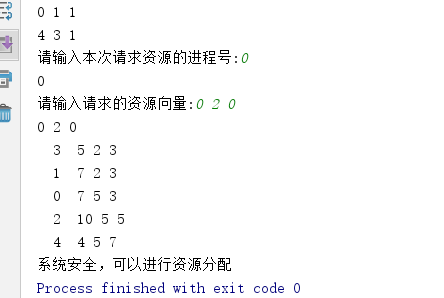 0 1 1
4 3 1
请输入本次请求资源的进程号:0
0
请输入请求的资源向量:0 2 0
0 2 0
3 5 2 3
1 7 2 3
0 7 5 3
2 10 5 5
4 4 5 7
系统安全，可以进行资源分配
Process finished with exit code 0